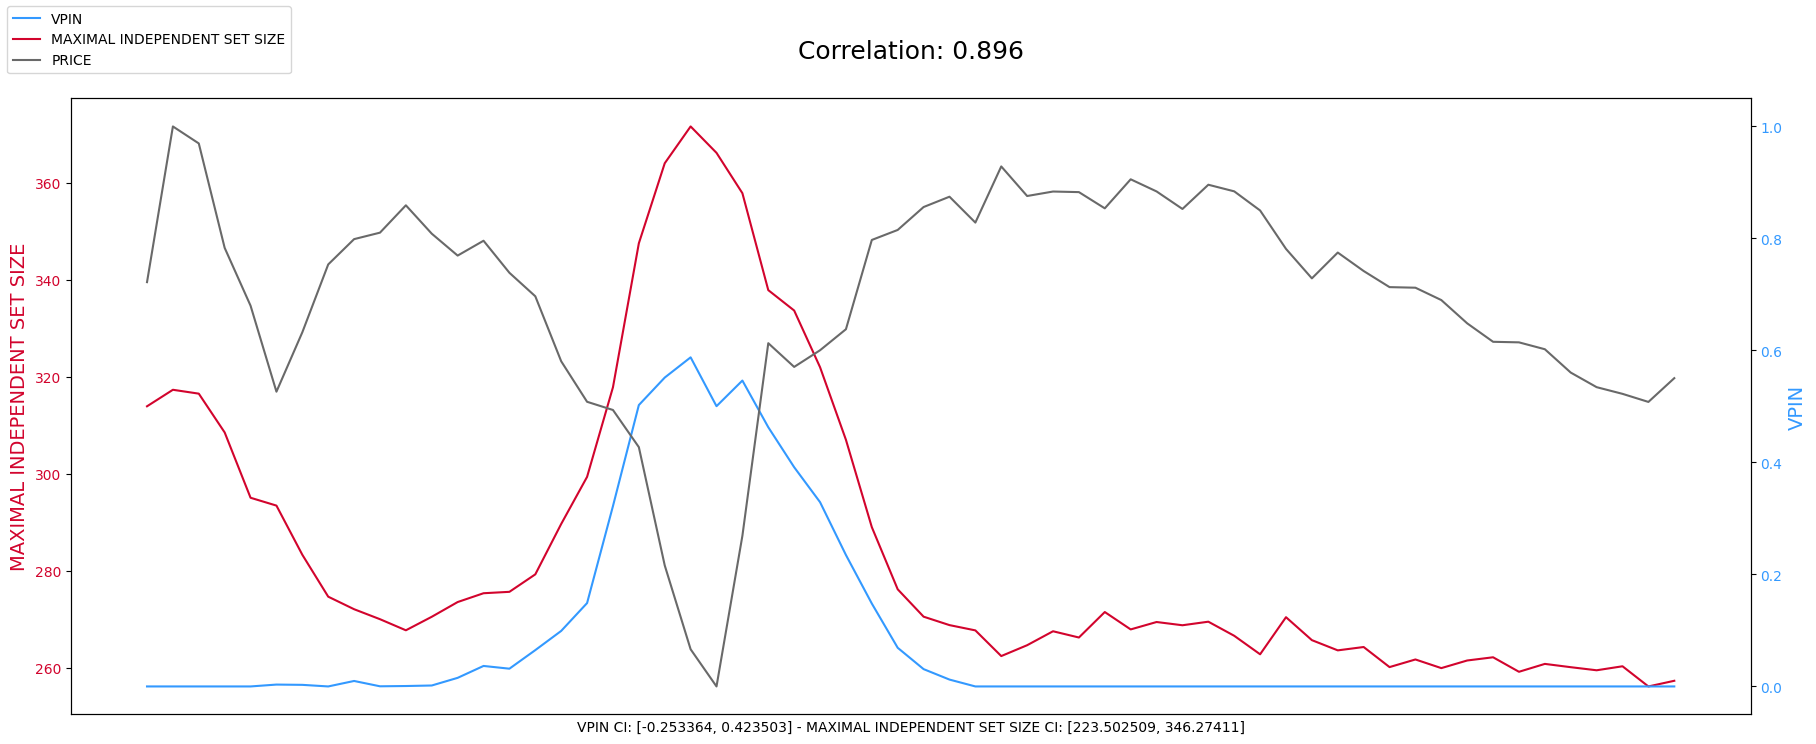 VPIN
MAXIMAL INDEPENDENT SET SIZE
PRICE
Correlation: 0.896
MAXIMAL INDEPENDENT SET SIZE
360
340
320
300
280
260
1.0
0.8
0.6
0.4
0.2
0.0
VPIN
VPIN CI: [-0.253364, 0.423503] - MAXIMAL INDEPENDENT SET SIZE CI: [223.502509, 346.27411]